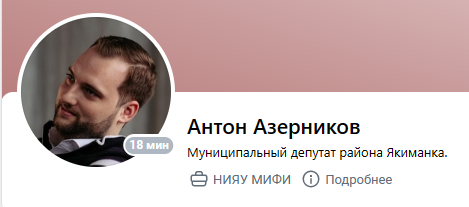 18 мин
Антон Азерников
Муниципальный депутат района Якиманка.
НИЯУ МИФИ Подробнее